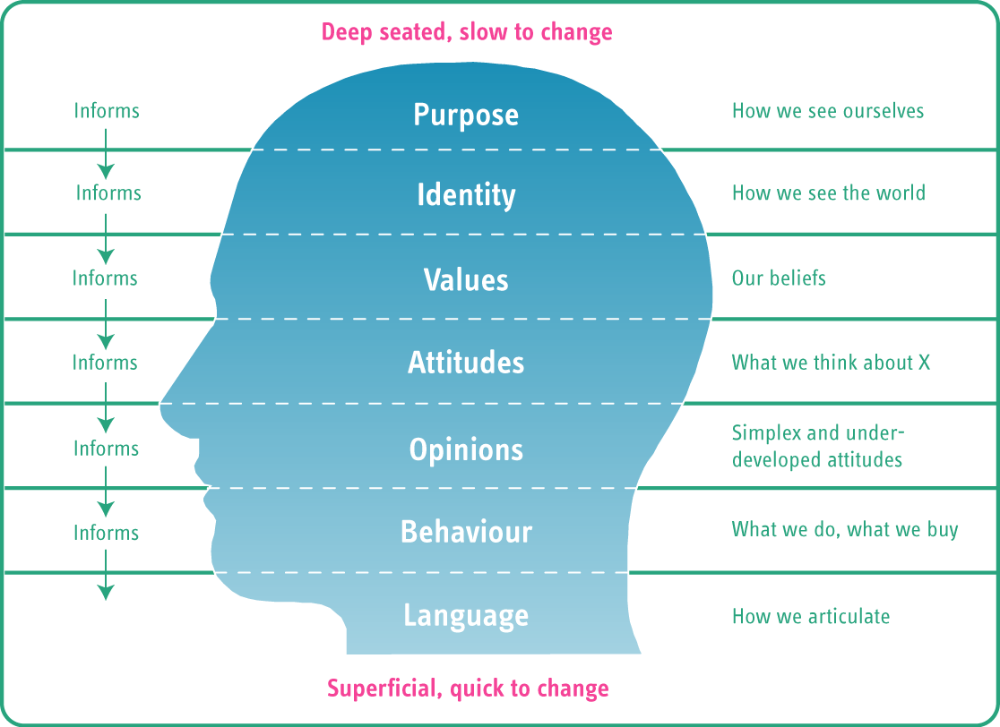 Deep seated, slow to change
Informs
Purpose
How we see ourselves
Informs
Identity
How we see the world
Informs
Values
Our beliefs
Informs
Attitudes
What we think about X
Informs
Opinions
Simplex and under-
developed attitudes
Informs
Behaviour
What we do, what we buy
Language
How we articulate
Superficial, quick to change